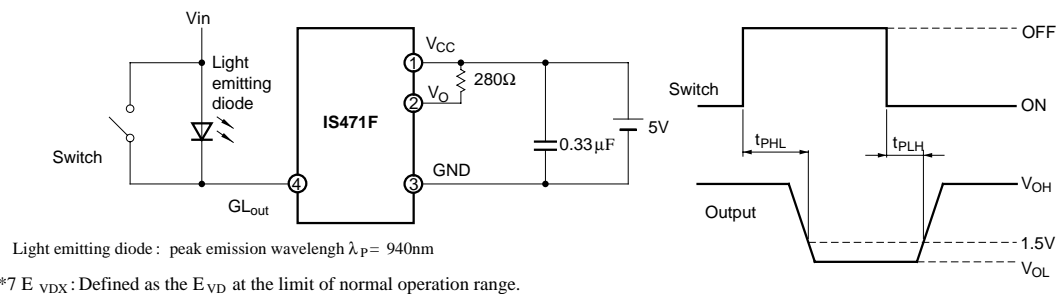 Vin
OFF
VCC
Light
emitting
diode
1
280Ω
Switch
ON
VO
2
IS471F
5V
tPHL
tPLH
0.33μF
Switch
GND
4
3
VOH
GLout
Output
1.5V
VOL
Light emitting diode : peak emission wavelengh λP= 940nm
*7 E VDX : Defined as the EVD at the limit of normal operation range.